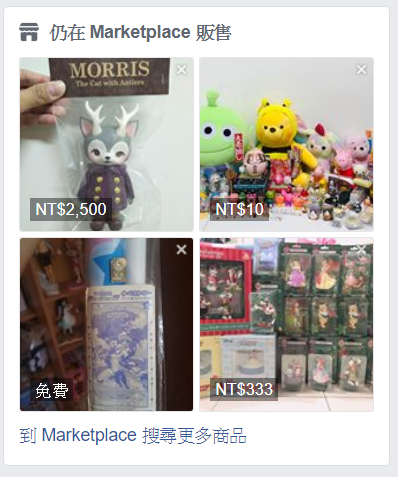 仍在 Marketplace 販售
MORRIS
The Cat with Antlers
NT$2,500
NT$10
免費
NT$333
到 Marketplace 搜尋更多商品